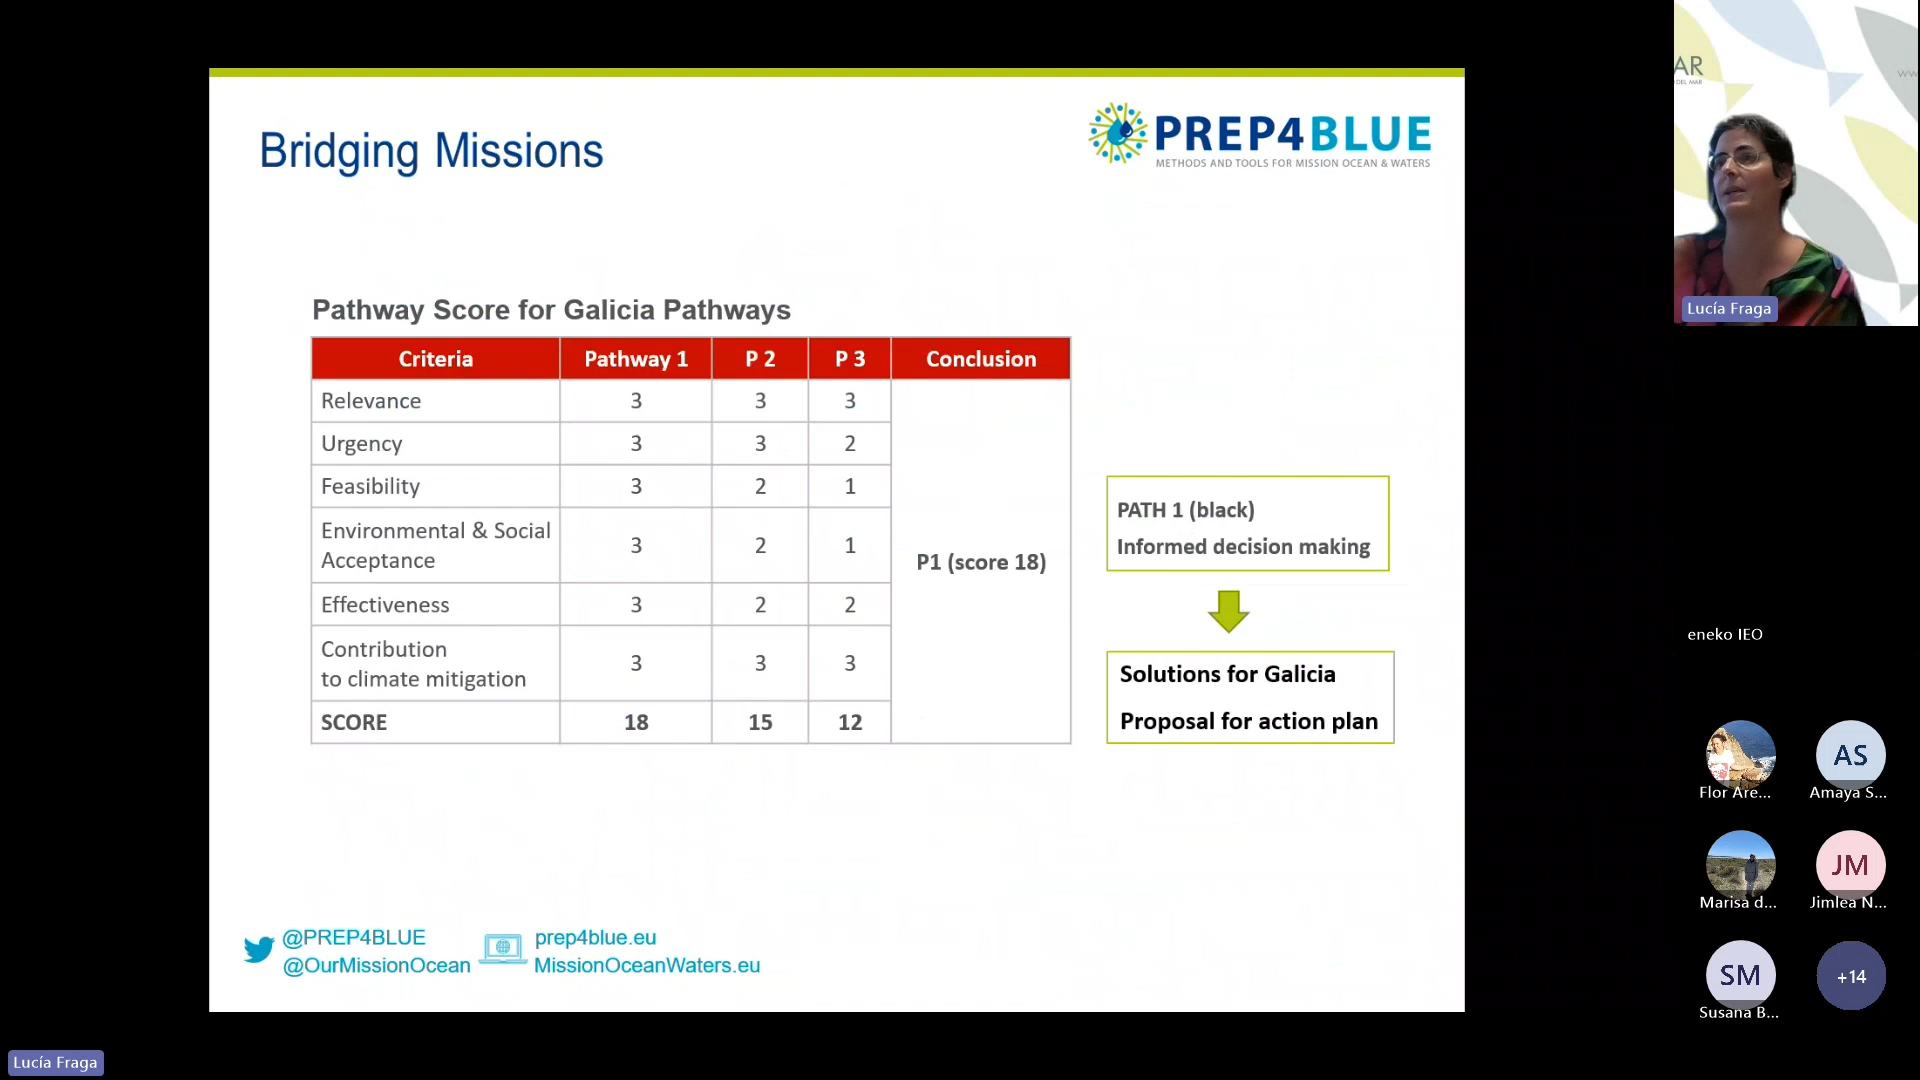 Bridging Missions
PREP4BLUE
METHODS AND TOOLS FOR MISSION OCEAN & WATERS
Pathway Score for Galicia Pathways
Criteria Pathway 1 P 2 P 3 Conclusion
Relevance 3 3 3
Urgency 3 3 2
Feasibility 3 2 1
Environmental & Social
Acceptance 3 2 1
P1 (score 18)
Effectiveness 3 2 2
Contribution
to climate mitigation 3 3 3
SCORE 18 15 12
PATH 1 (black)
Informed decision making
Solutions for Galicia
Proposal for action plan
@PREP4BLUE
@OurMissionOcean
prep4blue.eu
MissionOceanWaters.eu
AR
DEL MAR
ww
Lucía Fraga
eneko IEO
AS
Flor Are...
Amaya S...
JM
Marisa d...
Jimlea N...
SM
+14
Susana B...
Lucía Fraga